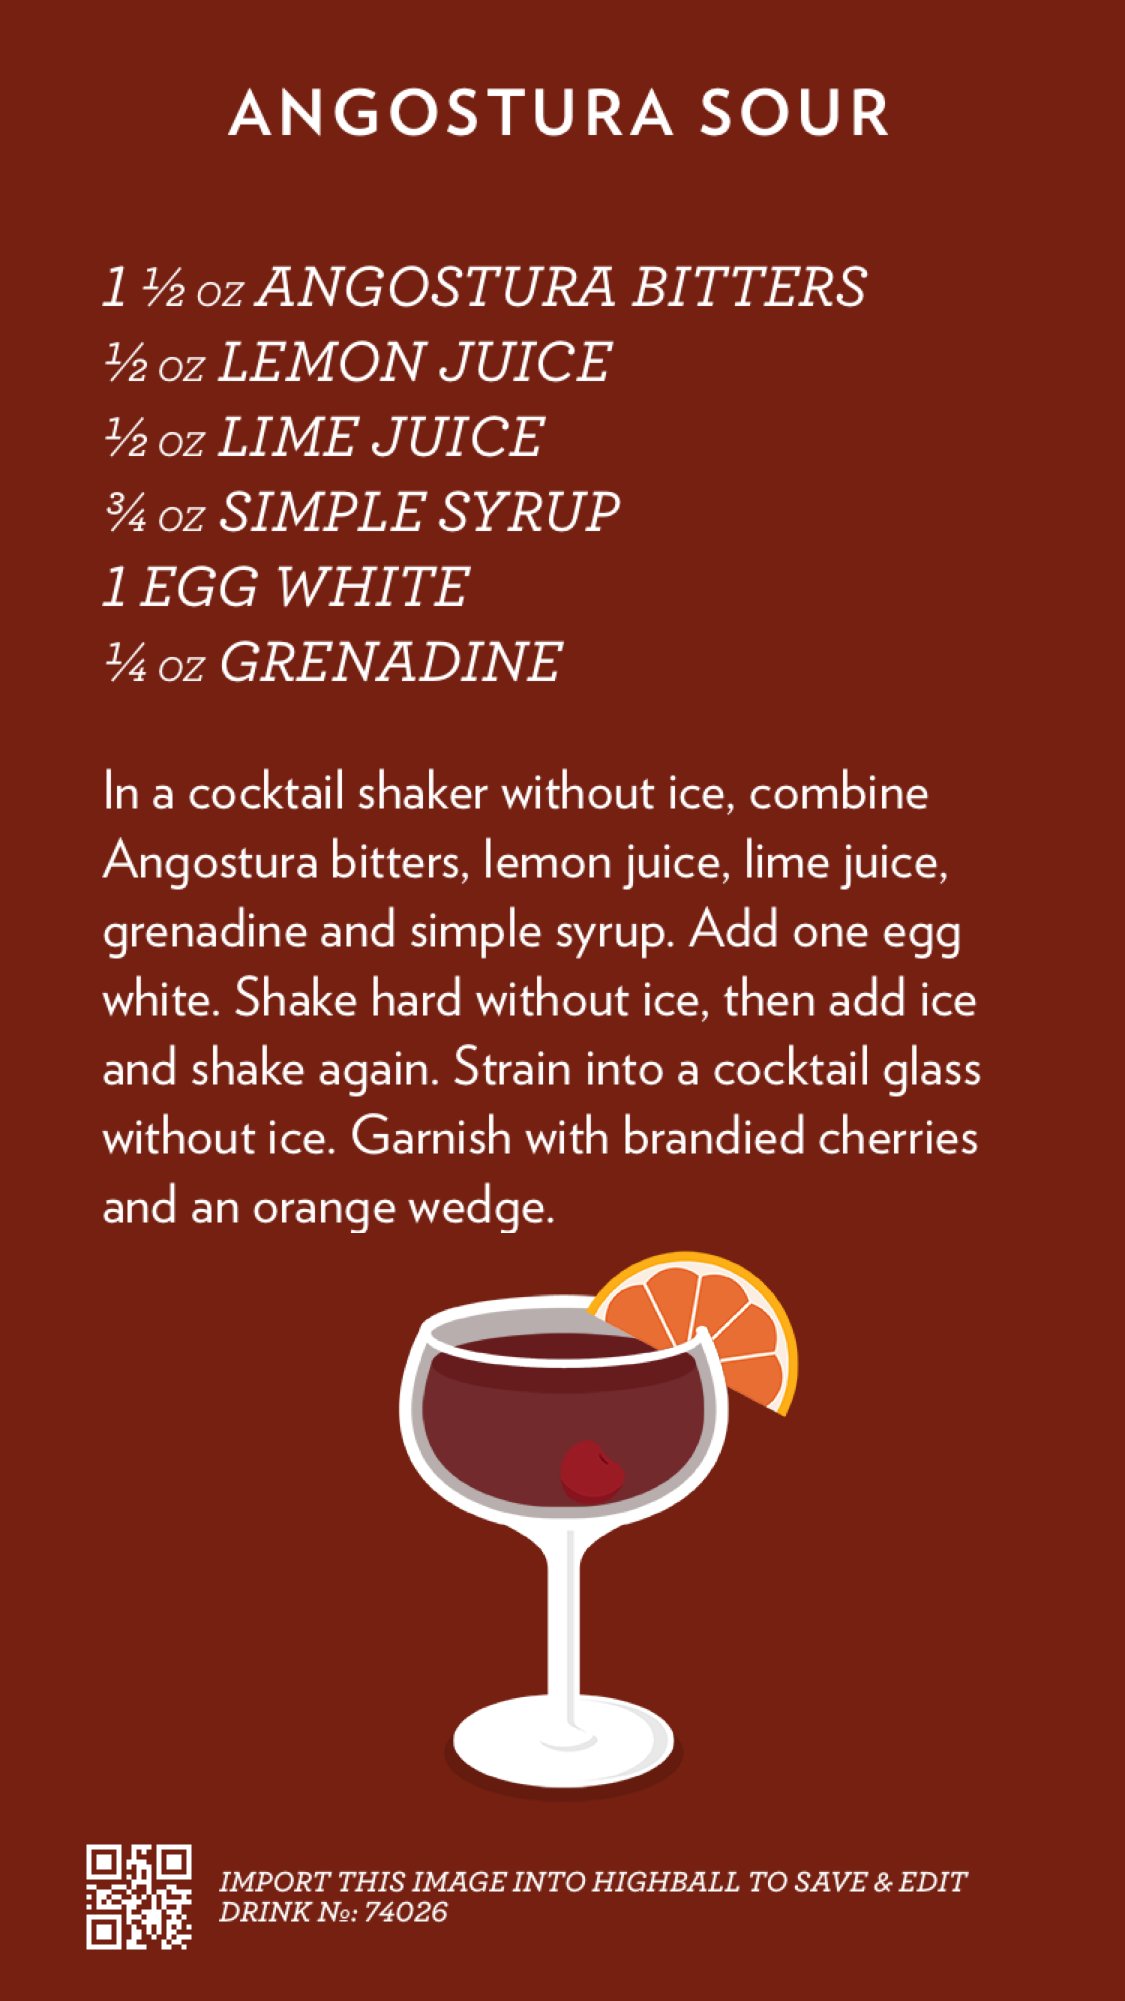 ANGOSTURA SOUR
1 ½ oz ANGOSTURA BITTERS
½ oz LEMON JUICE
½ oz LIME JUICE
¾ oz SIMPLE SYRUP
1 EGG WHITE
¼ oz GRENADINE
In a cocktail shaker without ice, combine
Angostura bitters, lemon juice, lime juice,
grenadine and simple syrup. Add one egg
white. Shake hard without ice, then add ice
and shake again. Strain into a cocktail glass
without ice. Garnish with brandied cherries
and an orange wedge.
IMPORT THIS IMAGE INTO HIGHBALL TO SAVE & EDIT
DRINK №: 74026